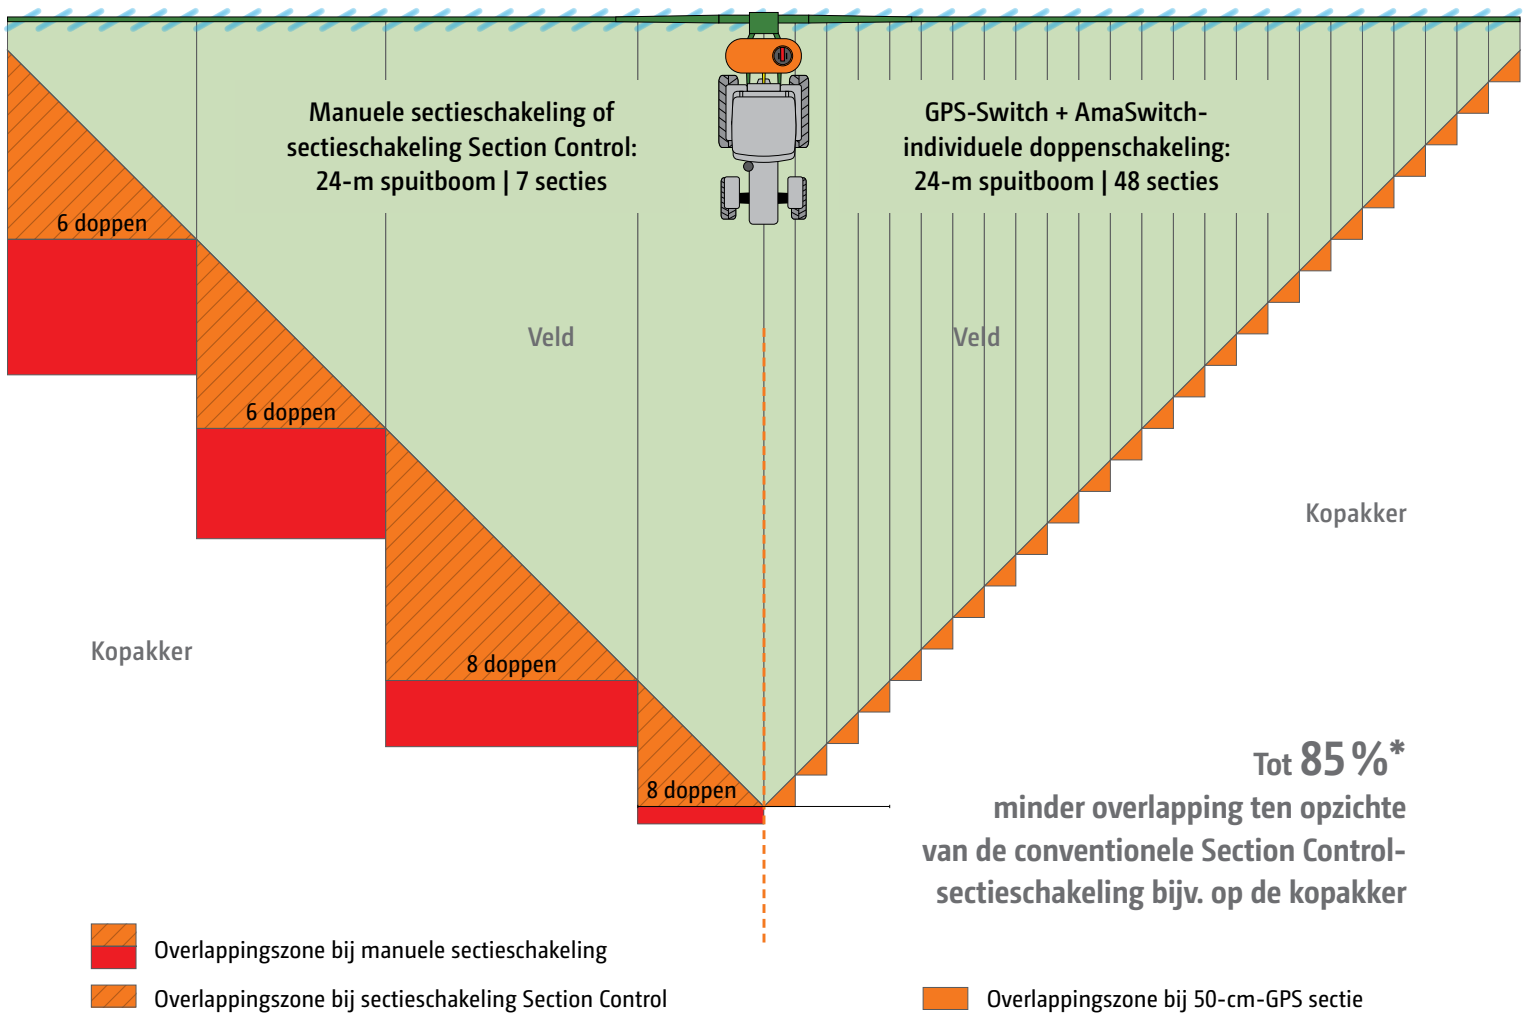 Manuele sectieschakeling of
sectieschakeling Section Control:
24-m spuitboom | 7 secties
GPS-Switch + AmaSwitch-
individuele doppenschakeling:
24-m spuitboom | 48 secties
6 doppen
Veld
Veld
6 doppen
Kopakker
Kopakker
8 doppen
8 doppen
Tot 85 %*
minder overlapping ten opzichte
van de conventionele Section Control-
sectieschakeling bijv. op de kopakker
Overlappingszone bij manuele sectieschakeling
Overlappingszone bij sectieschakeling Section Control
Overlappingszone bij 50-cm-GPS sectie